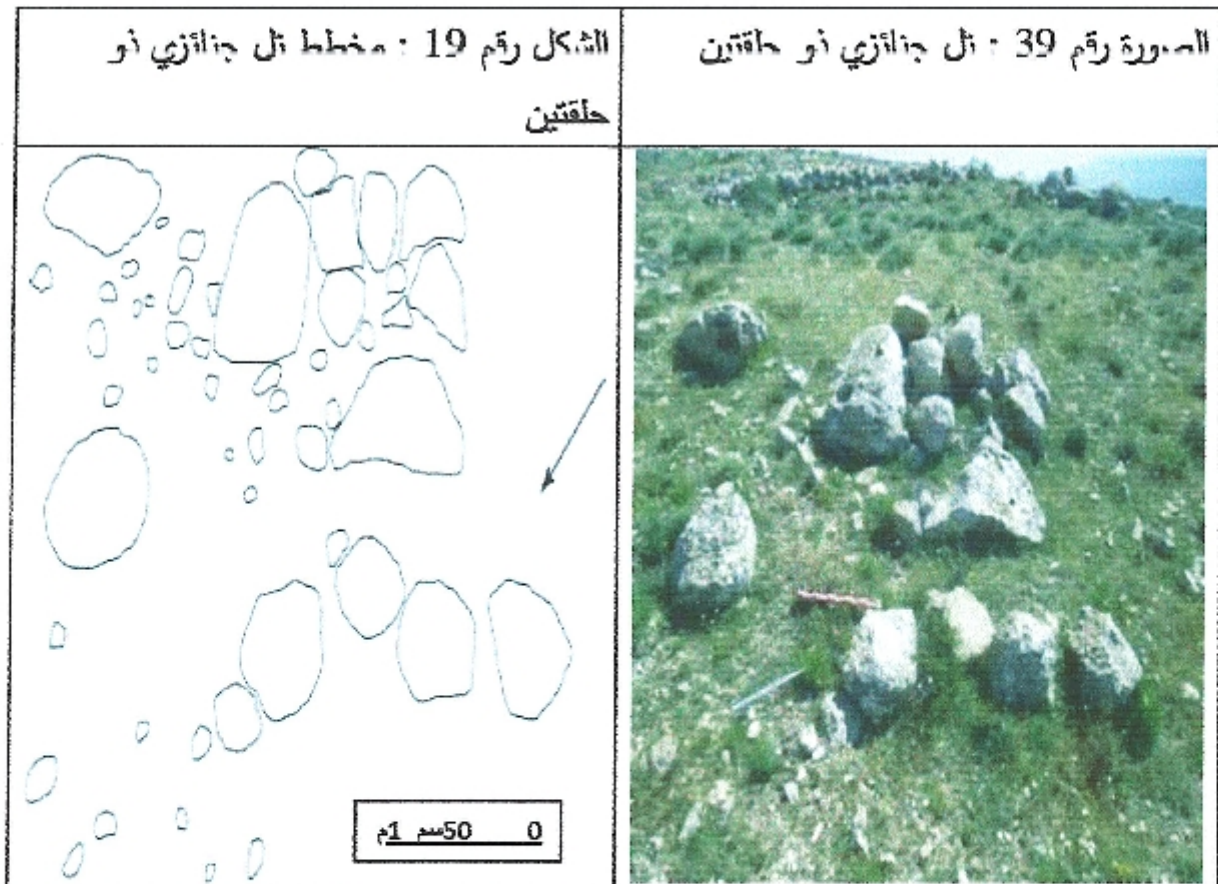 الصورة رقم 39 : تل جنائزي ذو حلقتين
الشكل رقم 19 : مخطط تل جنائزي ذو
حلقتين
0 50سم 1م